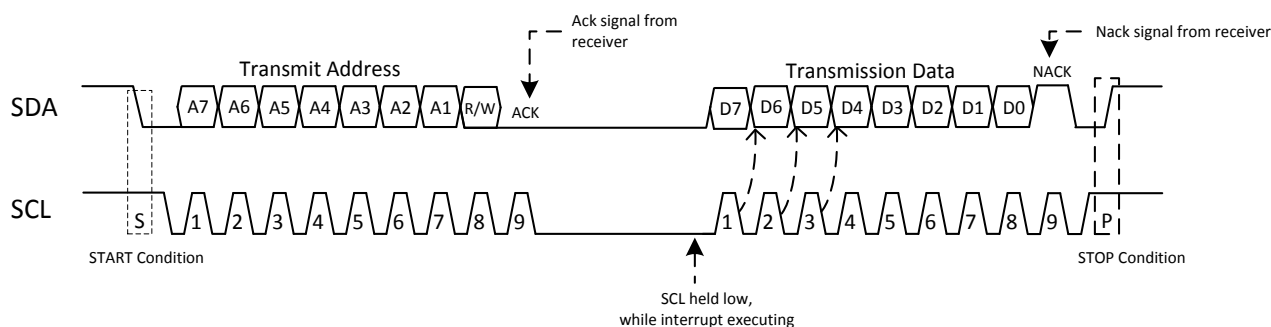 Ack signal from
receiver
Nack signal from receiver
Transmit Address
Transmission Data
NACK
SDA
A7 A6 A5 A4 A3 A2 A1 R/W ACK
D7 D6 D5 D4 D3 D2 D1 D0
SCL
S 1 2 3 4 5 6 7 8 9
1 2 3 4 5 6 7 8 9 P
START Condition
STOP Condition
SCL held low,
while interrupt executing